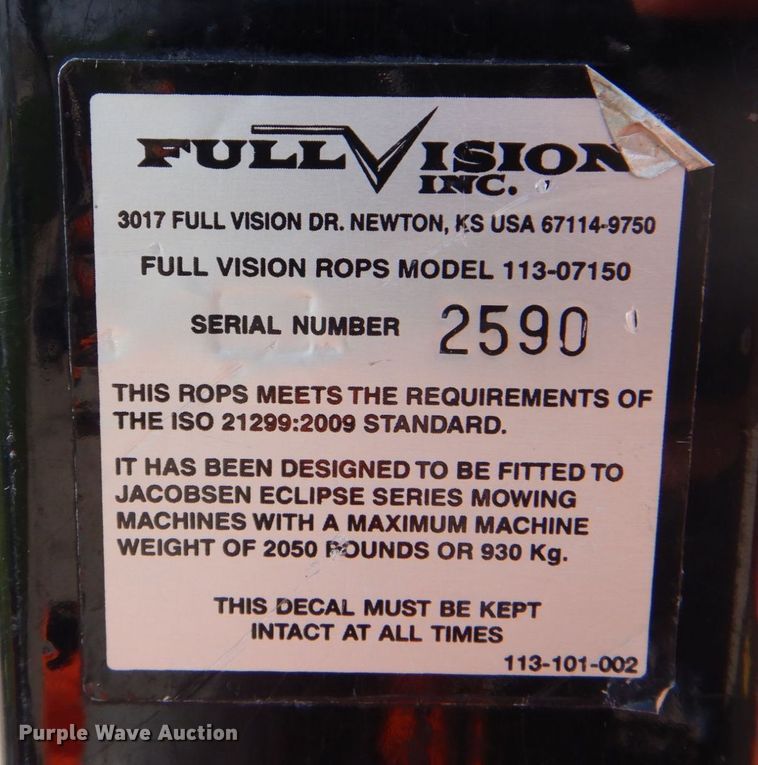 FULL VISION
INC.
3017 FULL VISION DR. NEWTON, KS USA 67114-9750
FULL VISION ROPS MODEL 113-07150
SERIAL NUMBER 2590
THIS ROPS MEETS THE REQUIREMENTS OF
THE ISO 21299:2009 STANDARD.
IT HAS BEEN DESIGNED TO BE FITTED TO
JACOBSEN ECLIPSE SERIES MOWING
MACHINES WITH A MAXIMUM MACHINE
WEIGHT OF 2050 POUNDS OR 930 Kg.
THIS DECAL MUST BE KEPT
INTACT AT ALL TIMES
113-101-002
Purple Wave Auction